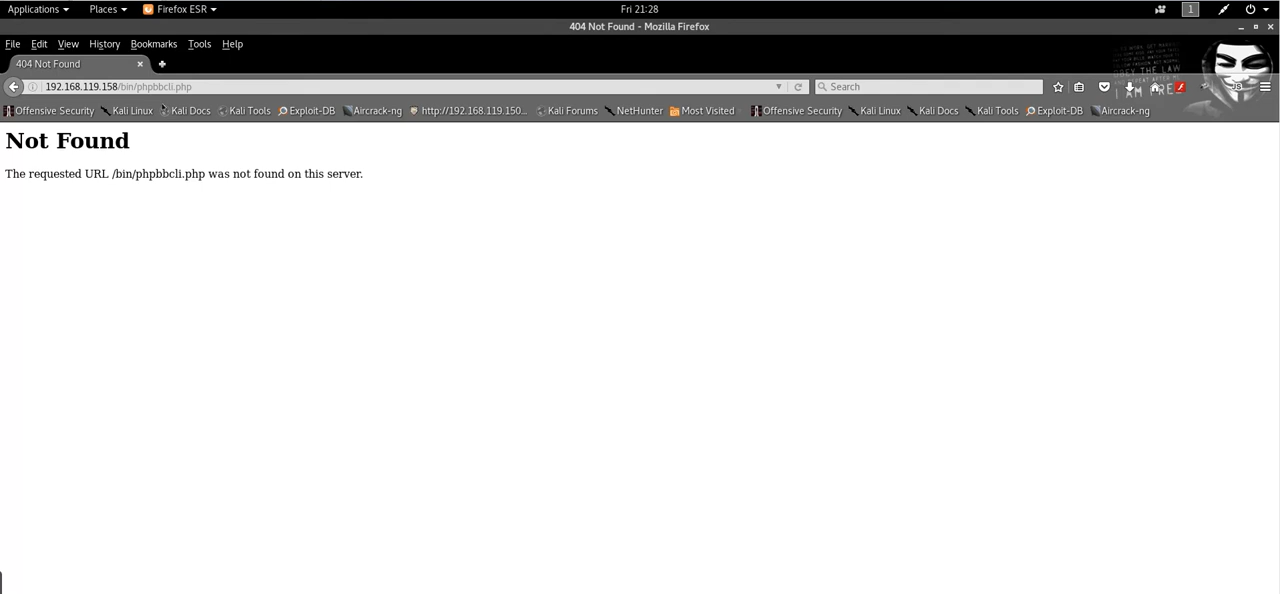 Applications Places Firefox ESR Fri 21:28 1
404 Not Found - Mozilla Firefox
File Edit View History Bookmarks Tools Help
404 Not Found
192.168.119.158/bin/phpbbcli.php Search
Offensive Security Kali Linux Kali Docs Kali Tools Exploit-DB Aircrack-ng http://192.168.119.150... Kali Forums NetHunter Most Visited Offensive Security Kali Linux Kali Docs Kali Tools Exploit-DB Aircrack-ng
Not Found
The requested URL /bin/phpbbcli.php was not found on this server.